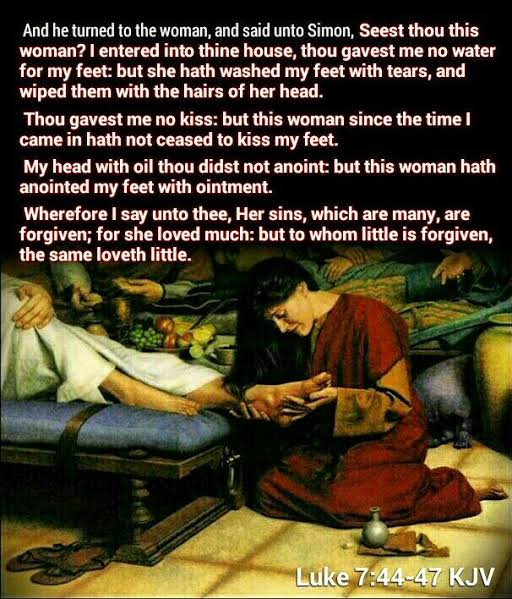 And he turned to the woman, and said unto Simon, Seest thou this
woman? I entered into thine house, thou gavest me no water
for my feet: but she hath washed my feet with tears, and
wiped them with the hairs of her head.
Thou gavest me no kiss: but this woman since the time I
came in hath not ceased to kiss my feet.
My head with oil thou didst not anoint: but this woman hath
anointed my feet with ointment.
Wherefore I say unto thee, Her sins, which are many, are
forgiven; for she loved much: but to whom little is forgiven,
the same loveth little.
Luke 7:44-47 KJV